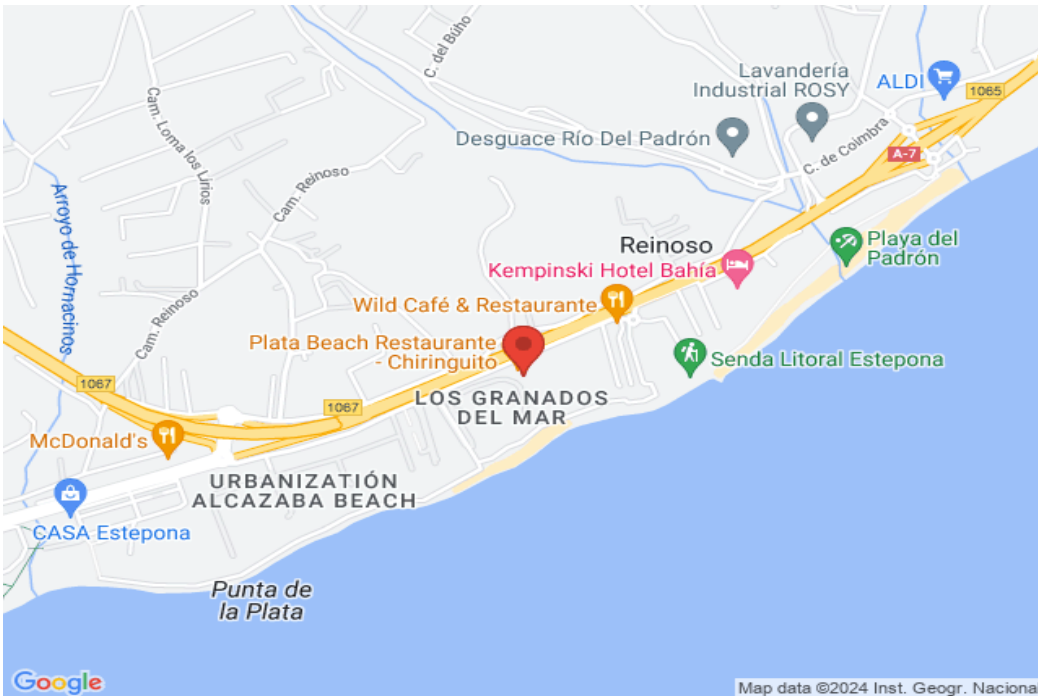 C. del Búho
Lavandería
Industrial ROSY
ALDI
1065
Cam. Loma los Lirios
Desguace Río Del Padrón
C. de Coimbra
A-7
Cam. Reinoso
Arroyo de Hornacinos
Reinoso
Playa del
Padrón
Kempinski Hotel Bahía
Wild Café & Restaurante
Cam. Reinoso
Plata Beach Restaurante
- Chiringuito
Senda Litoral Estepona
1067
1067
LOS GRANADOS
DEL MAR
McDonald's
URBANIZATIÓN
ALCAZABA BEACH
CASA Estepona
Punta de
la Plata
Google
Map data ©2024 Inst. Geogr. Naciona